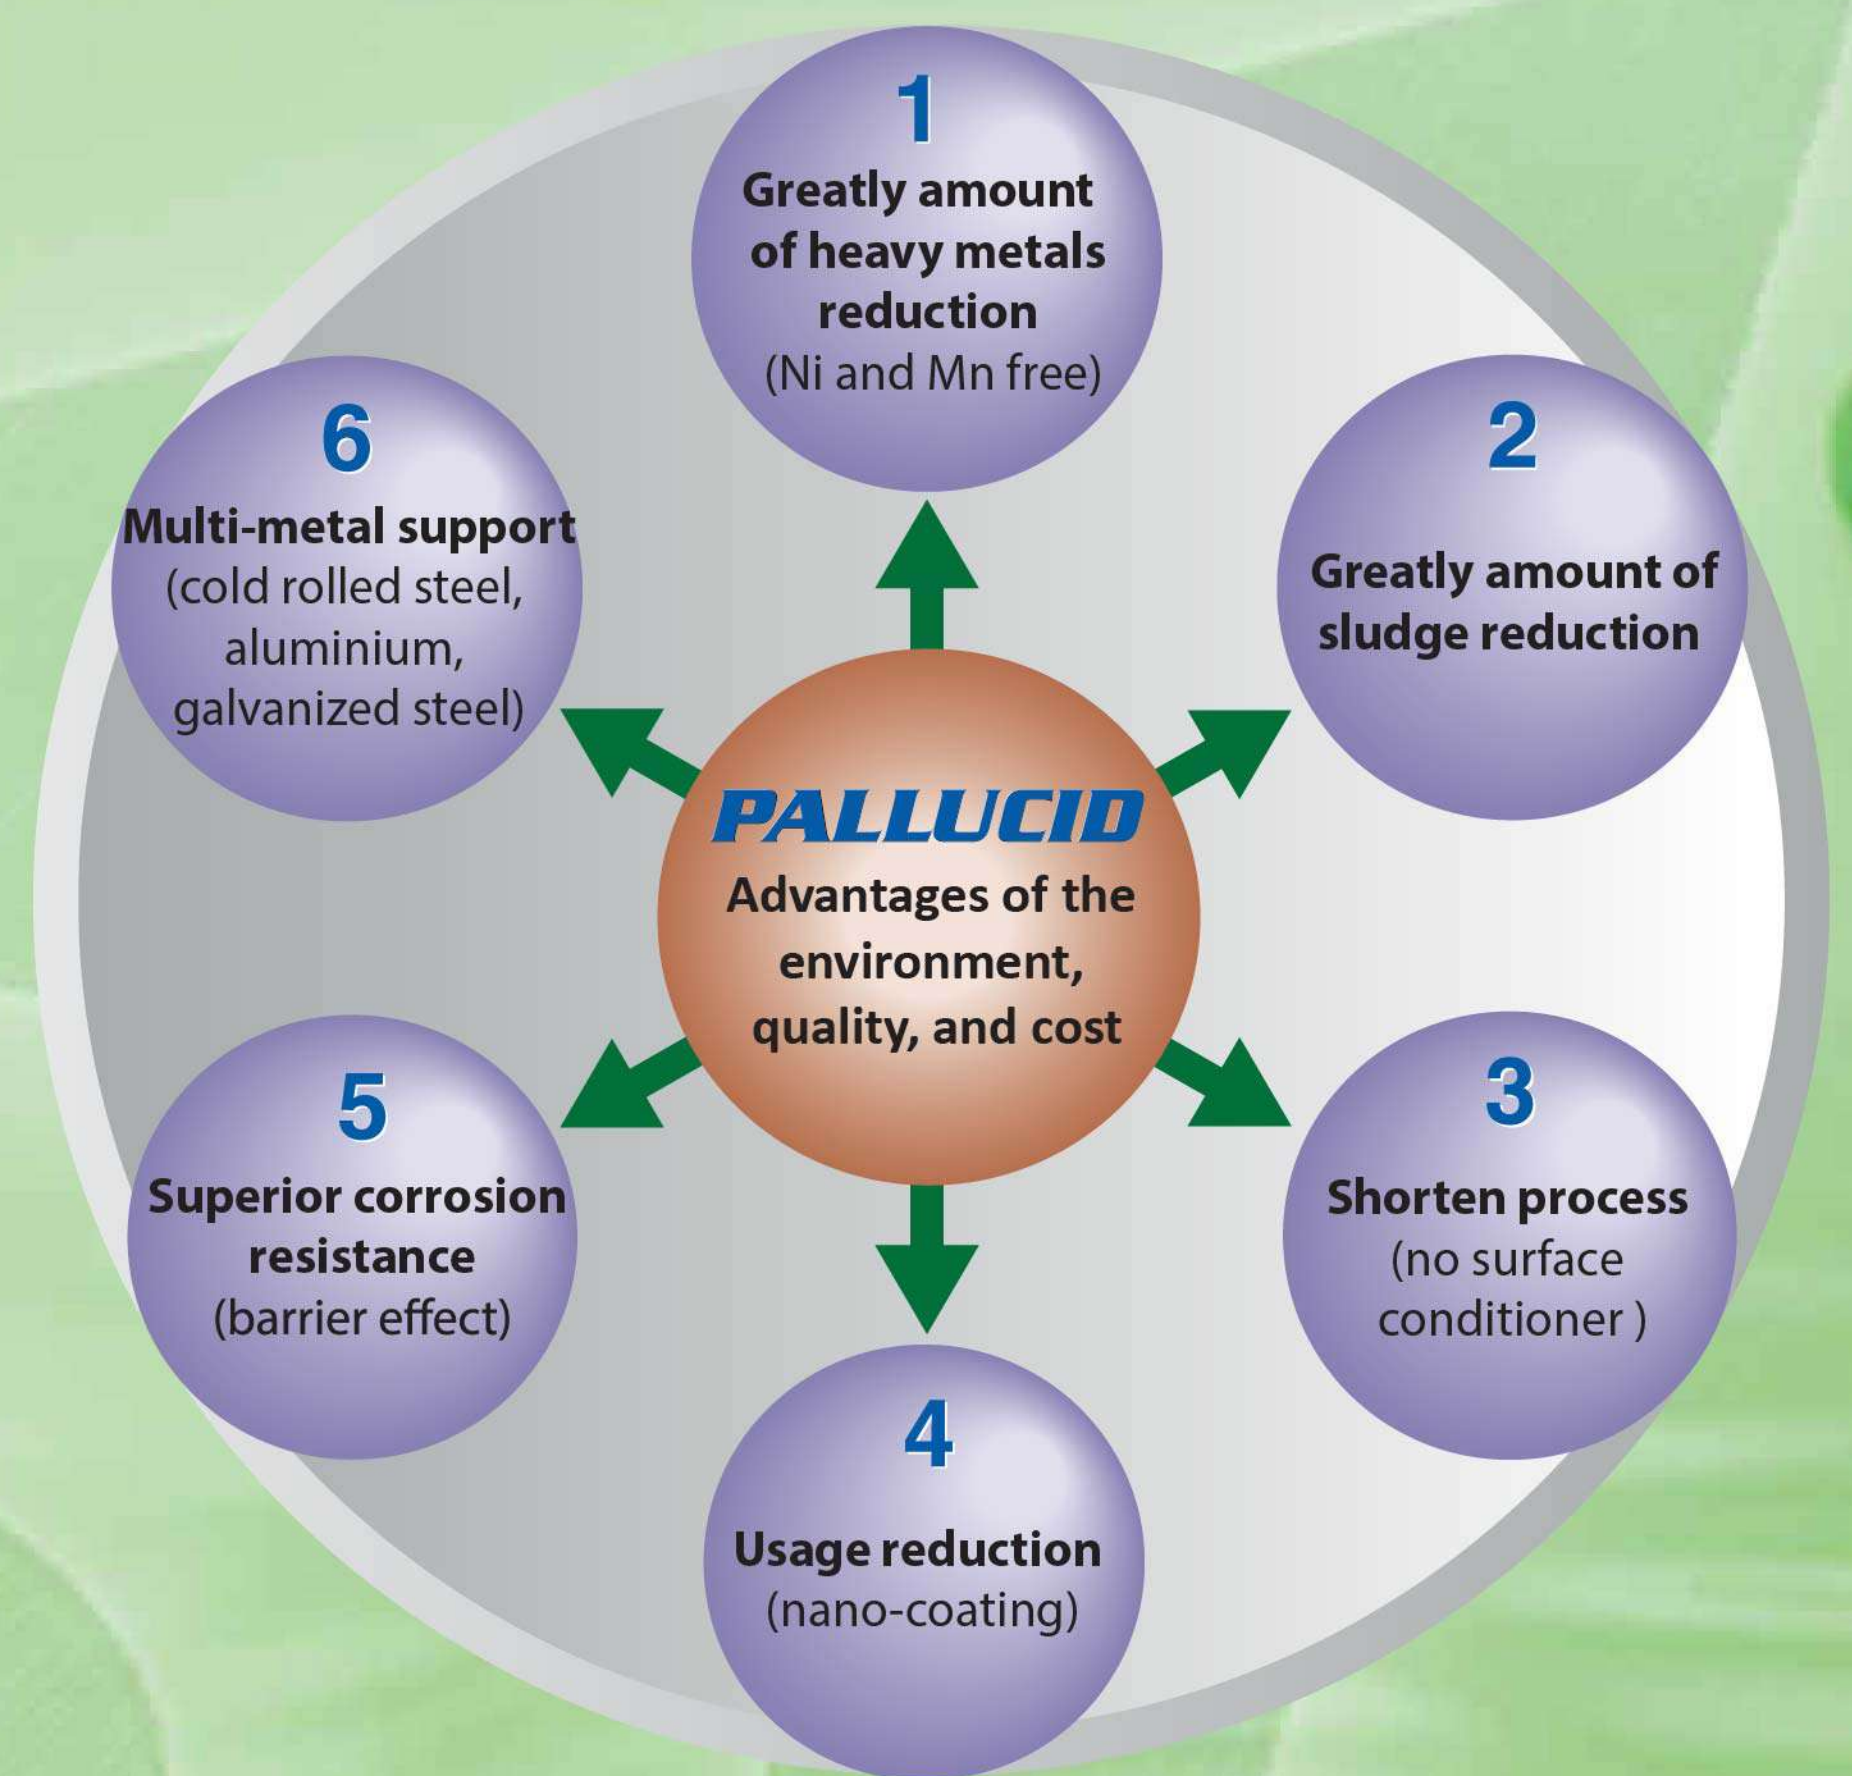 PALLUCID
Advantages of the
environment,
quality, and cost
1
Greatly amount
of heavy metals
reduction
(Ni and Mn free)
2
Greatly amount of
sludge reduction
3
Shorten process
(no surface
conditioner )
4
Usage reduction
(nano-coating)
5
Superior corrosion
resistance
(barrier effect)
6
Multi-metal support
(cold rolled steel,
aluminium,
galvanized steel)